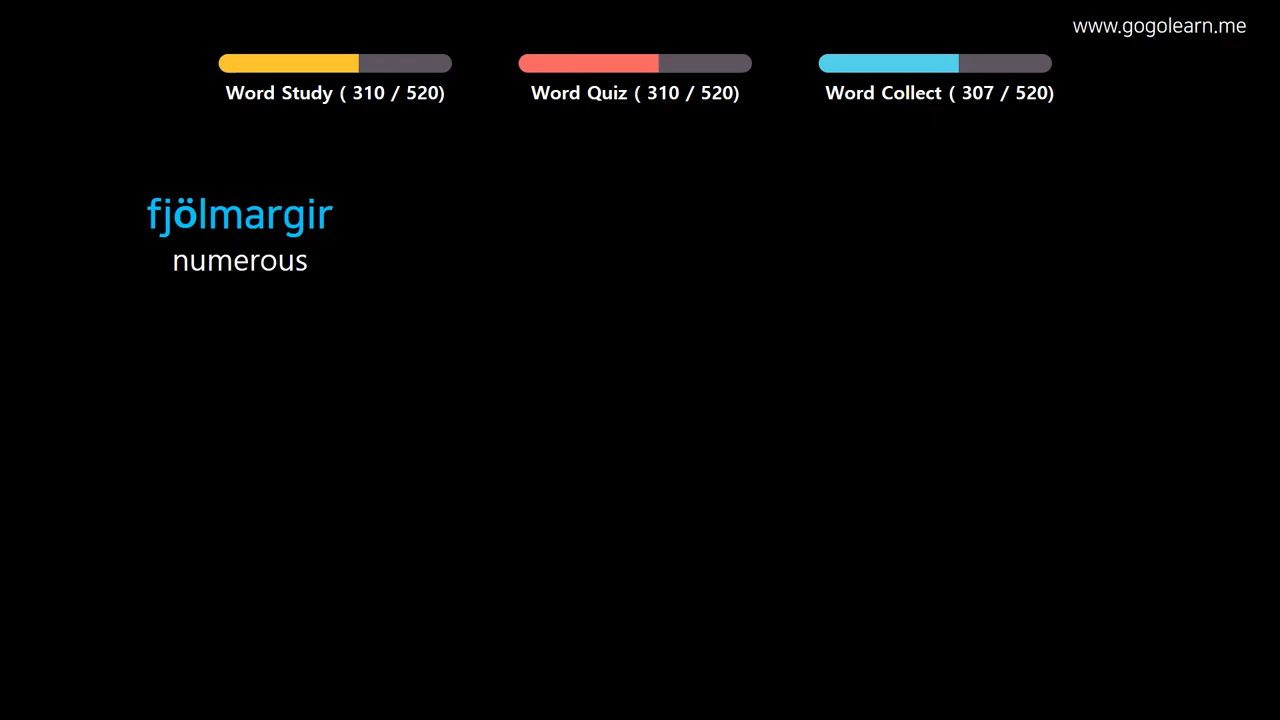 www.gogolearn.me
Word Study ( 310 / 520)
Word Quiz ( 310 / 520)
Word Collect ( 307 / 520)
fjölmargir
numerous